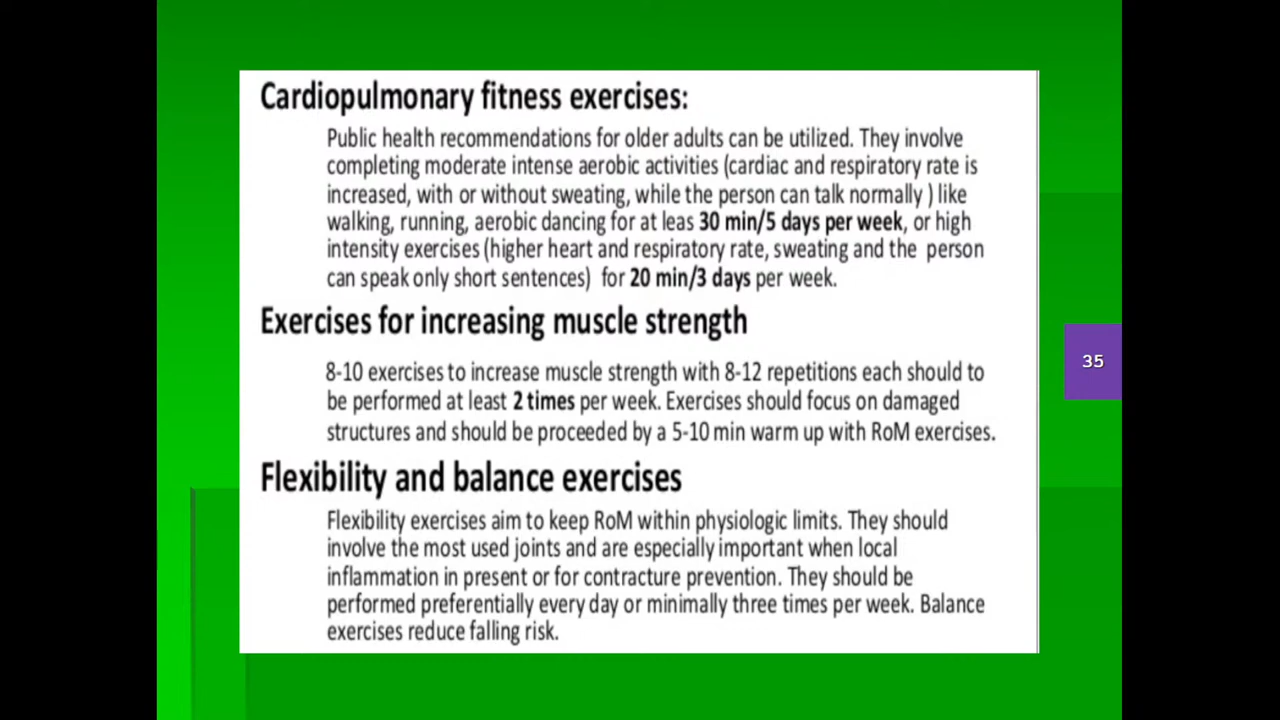 Cardiopulmonary fitness exercises:
Public health recommendations for older adults can be utilized. They involve
completing moderate intense aerobic activities (cardiac and respiratory rate is
increased, with or without sweating, while the person can talk normally ) like
walking, running, aerobic dancing for at leas 30 min/5 days per week, or high
intensity exercises (higher heart and respiratory rate, sweating and the person
can speak only short sentences) for 20 min/3 days per week.
Exercises for increasing muscle strength
8-10 exercises to increase muscle strength with 8-12 repetitions each should to
be performed at least 2 times per week. Exercises should focus on damaged
structures and should be proceeded by a 5-10 min warm up with RoM exercises.
35
Flexibility and balance exercises
Flexibility exercises aim to keep RoM within physiologic limits. They should
involve the most used joints and are especially important when local
inflammation in present or for contracture prevention. They should be
performed preferentially every day or minimally three times per week. Balance
exercises reduce falling risk.